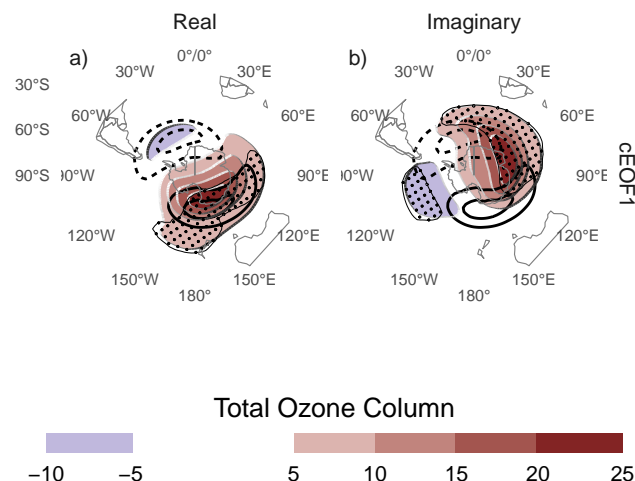 Real Imaginary
a) 0°/0° b) 0°/0°
30°W 30°E 30°W 30°E
30°S
60°W 60°E 60°W 60°E
60°S
90°S 90°W 90°E 90°W 90°E
120°W 120°E 120°W 120°E
150°W 150°E 150°W 150°E
180° 180°
cEOF1
Total Ozone Column
−10 −5 5 10 15 20 25